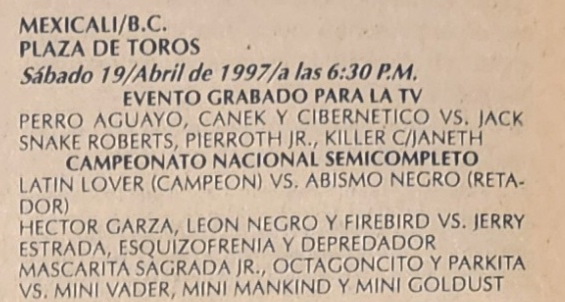 MEXICALI/B.C.
PLAZA DE TOROS
Sábado 19/Abril de 1997/a las 6:30 P.M.
EVENTO GRABADO PARA LA TV
PERRO AGUAYO, CANEK Y CIBERNETICO VS. JACK
SNAKE ROBERTS, PIERROTH JR., KILLER C/JANETH
CAMPEONATO NACIONAL SEMICOMPLETO
LATIN LOVER (CAMPEON) VS. ABISMO NEGRO (RETA-
DOR)
HECTOR GARZA, LEON NEGRO Y FIREBIRD VS. JERRY
ESTRADA, ESQUIZOFRENIA Y DEPREDADOR
MASCARITA SAGRADA JR., OCTAGONCITO Y PARKITA
VS. MINI VADER, MINI MANKIND Y MINI GOLDUST